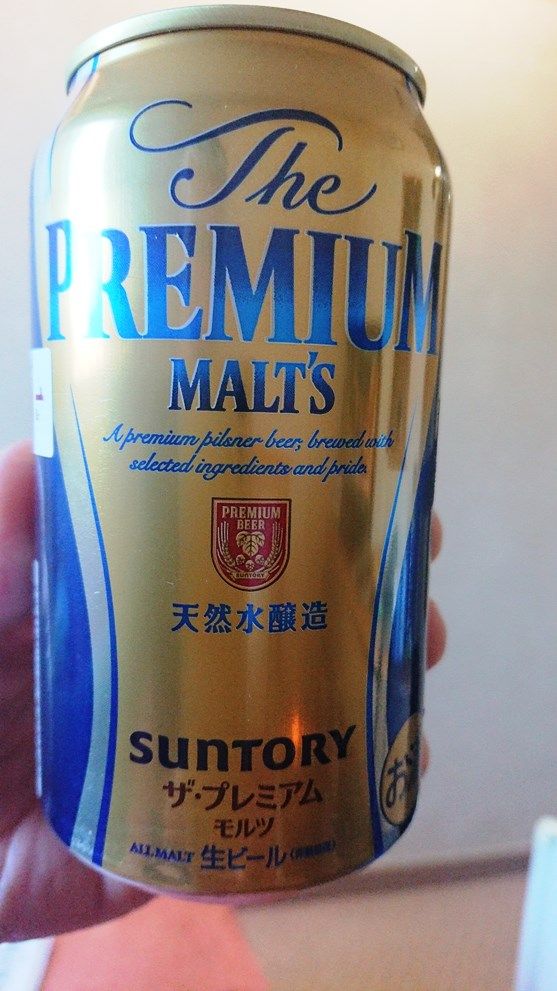 The
PREMIUM
MALT'S
A premium pilsner beer, brewed with
selected ingredients and pride.
PREMIUM
BEER
SUNTORY
天然水醸造
SUNTORY
ザ・プレミアム
モルツ
ALL MALT 生ビール
お